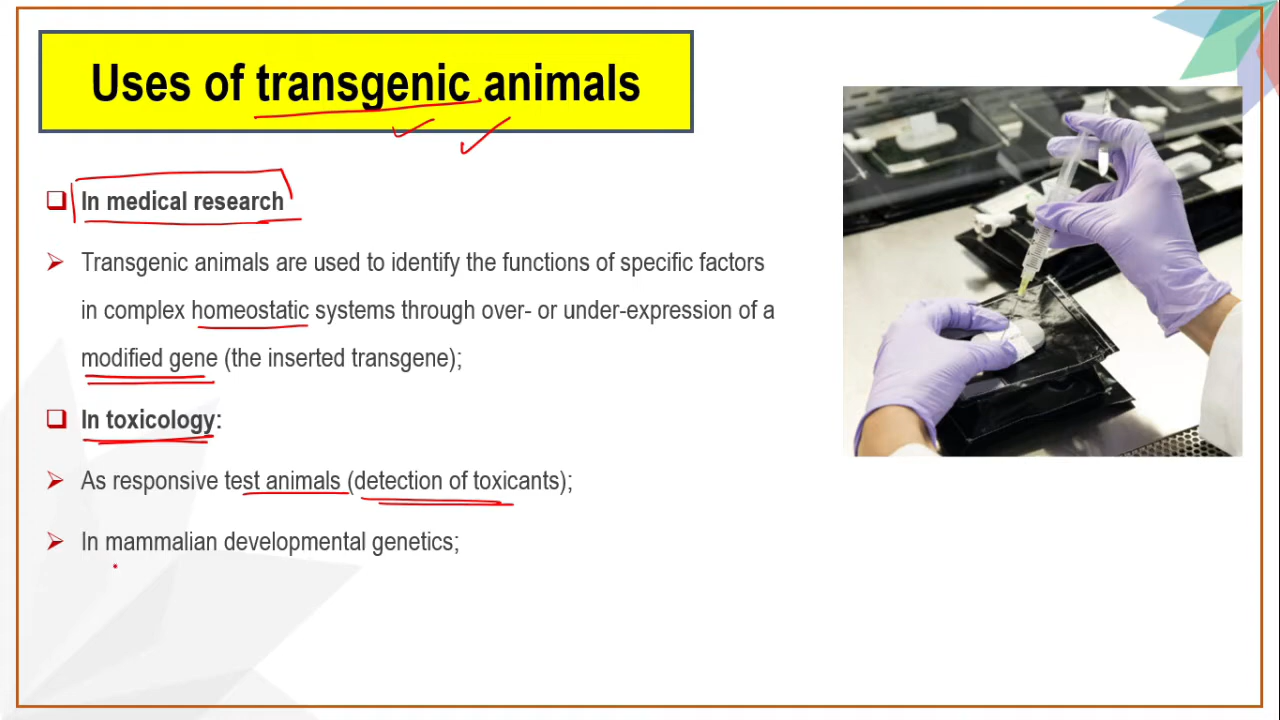 Uses of transgenic animals
In medical research
Transgenic animals are used to identify the functions of specific factors
in complex homeostatic systems through over- or under-expression of a
modified gene (the inserted transgene);
In toxicology:
As responsive test animals (detection of toxicants);
In mammalian developmental genetics;